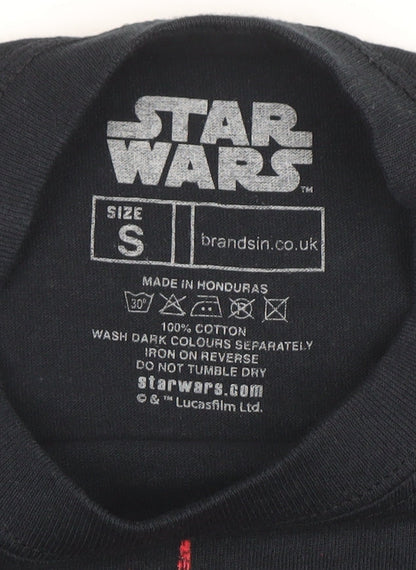 STAR
WARS™
SIZE
S
brandsin.co.uk
MADE IN HONDURAS
30°
100% COTTON
WASH DARK COLOURS SEPARATELY
IRON ON REVERSE
DO NOT TUMBLE DRY
starwars.com
© & ™ Lucasfilm Ltd.